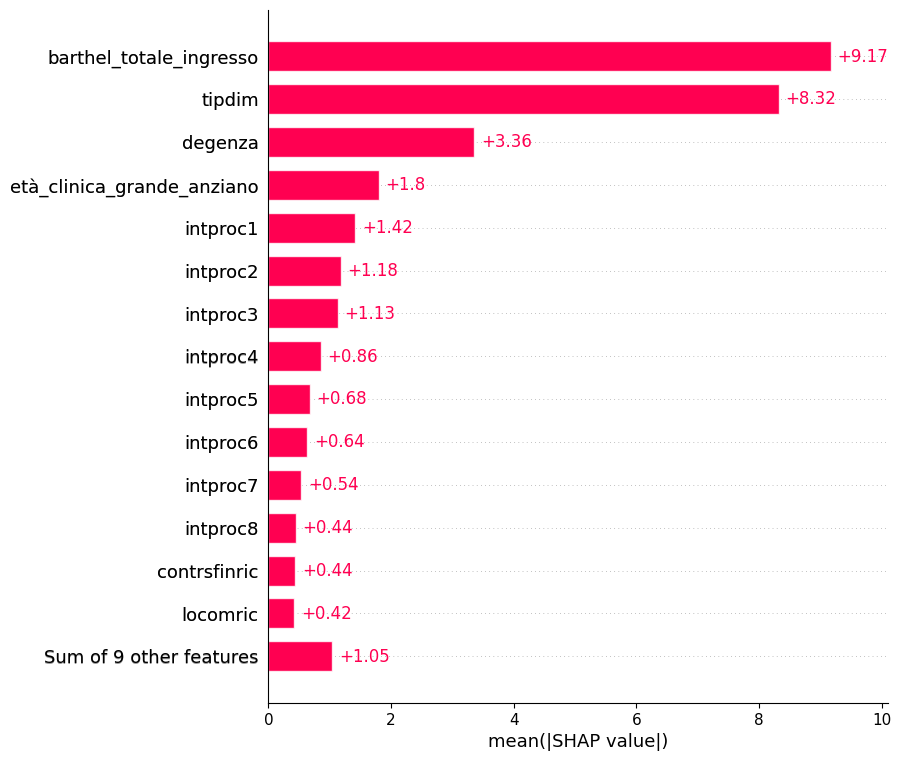 barthel_totale_ingresso +9.17
tipdim +8.32
degenza +3.36
età_clinica_grande_anziano +1.8
intproc1 +1.42
intproc2 +1.18
intproc3 +1.13
intproc4 +0.86
intproc5 +0.68
intproc6 +0.64
intproc7 +0.54
intproc8 +0.44
contrsfinric +0.44
locomric +0.42
Sum of 9 other features +1.05
0 2 4 6 8 10
mean(|SHAP value|)